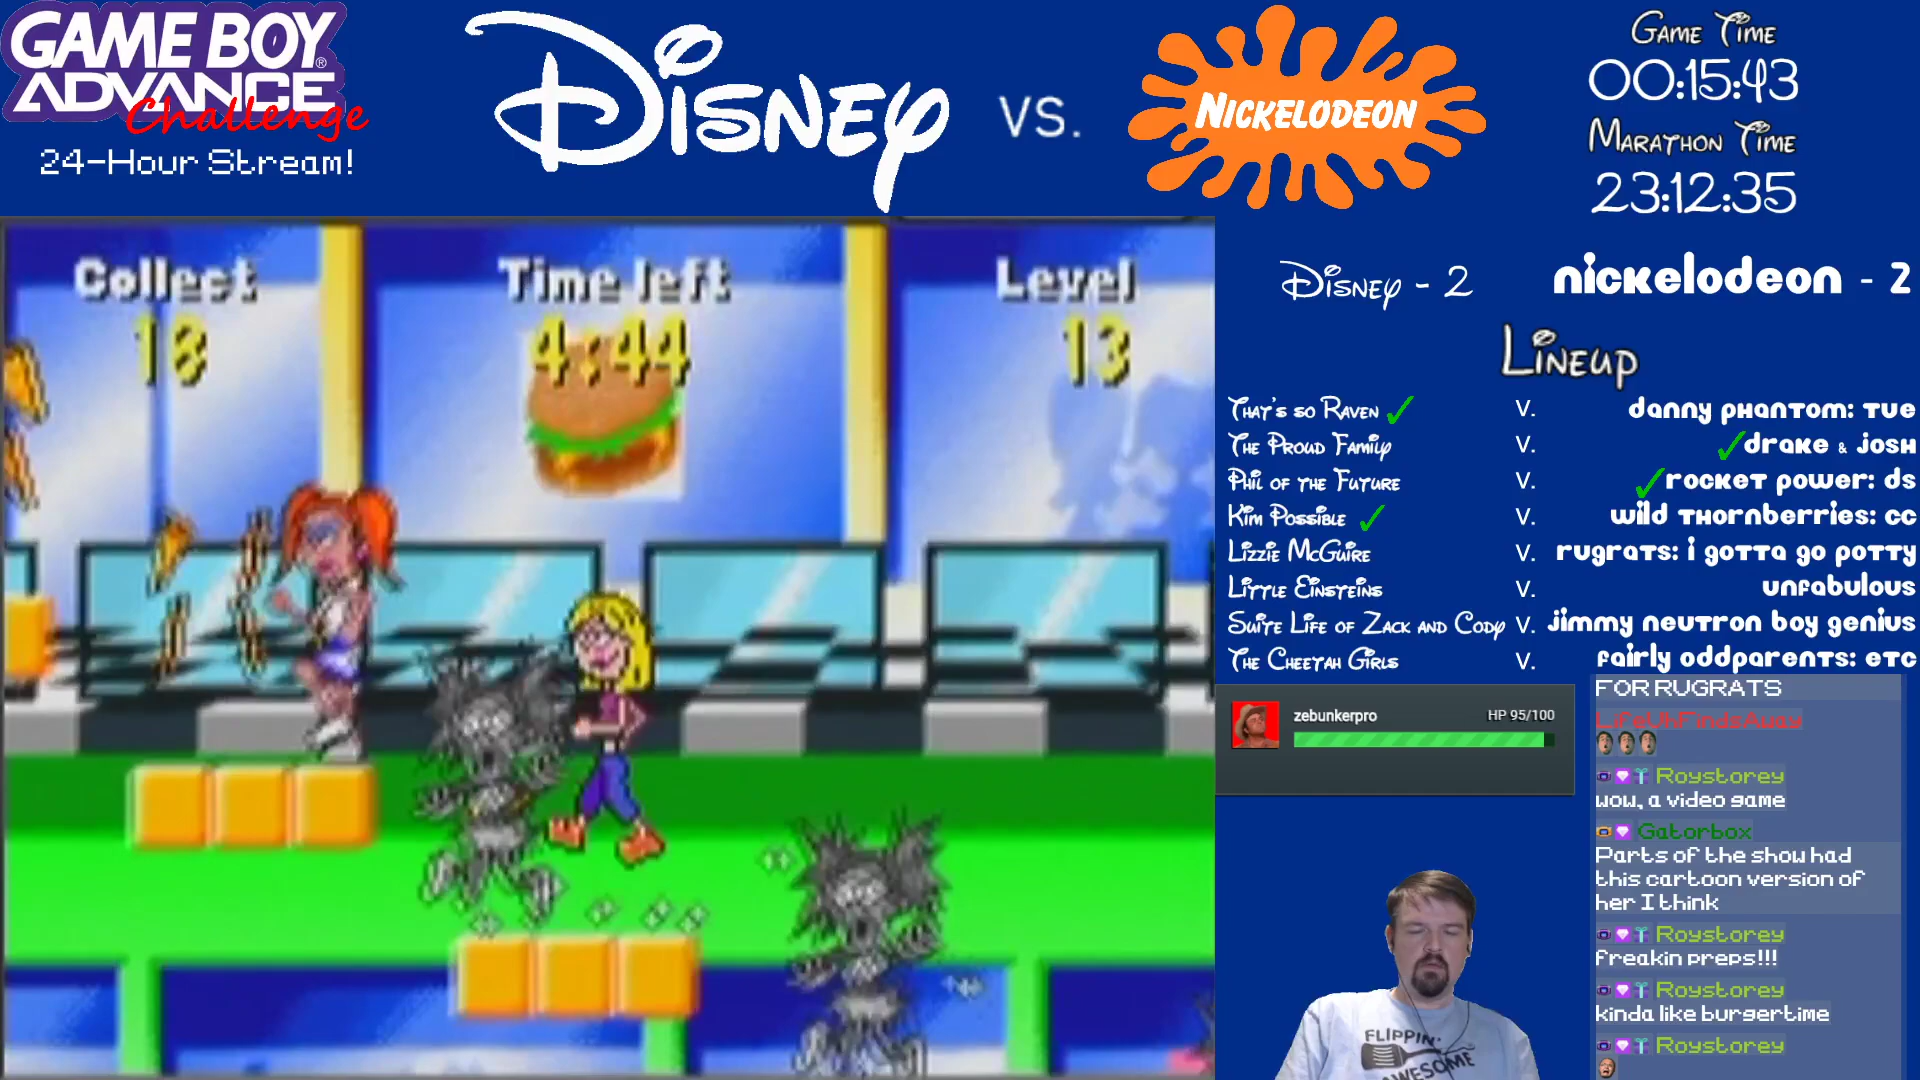 GAME BOY
ADVANCE
Challenge
24-Hour Stream!
Disney vs. Nickelodeon
Game Time
00:15:43
Marathon Time
23:12:35
Collect
18
Time left
4:44
Level
13
Disney - 2
nickelodeon - 2
Lineup
That's so Raven ✓ v. danny phantom: tue
The Proud Family v. ✓ drake & josh
Phil of the Future v. ✓ rocket power: ds
Kim Possible ✓ v. wild thornberries: cc
Lizzie McGuire v. rugrats: i gotta go potty
Little Einsteins v. unfabulous
Suite Life of Zack and Cody v. jimmy neutron boy genius
The Cheetah Girls v. fairly oddparents: etc
zebunkerpro HP 95/100
FOR RUGRATS
LifeUhFindsAway
Roystorey
wow, a video game
Gatorbox
Parts of the show had
this cartoon version of
her I think
Roystorey
freakin preps!!!
Roystorey
kinda like burgertime
Roystorey
FLIPPIN'
AWESOME